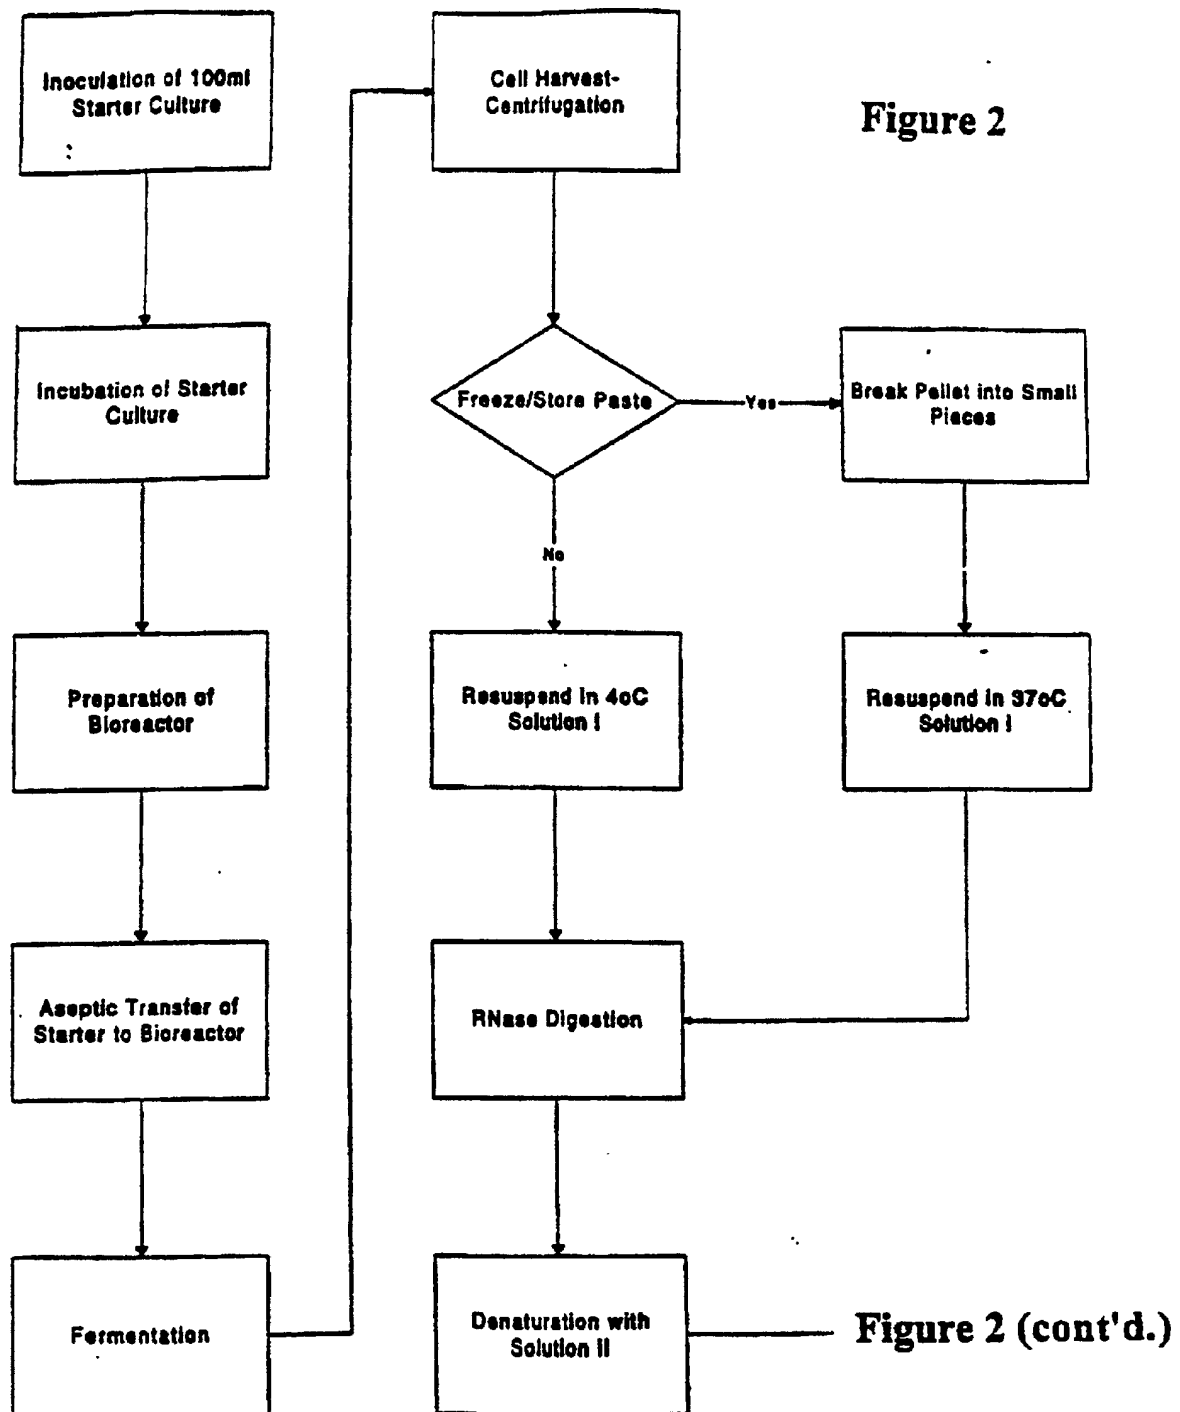 Inoculation of 100ml
Starter Culture
Incubation of Starter
Culture
Preparation of
Bioreactor
Aseptic Transfer of
Starter to Bioreactor
Fermentation
Cell Harvest-
Centrifugation
Freeze/Store Paste
Yes
No
Break Pellet into Small
Pieces
Resuspend in 4oC
Solution I
Resuspend in 37oC
Solution I
RNase Digestion
Denaturation with
Solution II
Figure 2
Figure 2 (cont'd.)